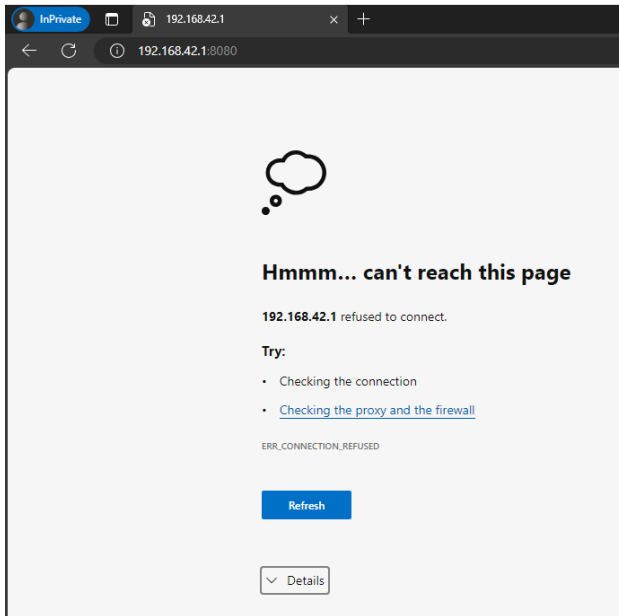 InPrivate
192.168.42.1
192.168.42.1:8080
Hmmm... can't reach this page
192.168.42.1 refused to connect.
Try:
• Checking the connection
• Checking the proxy and the firewall
ERR_CONNECTION_REFUSED
Refresh
Details